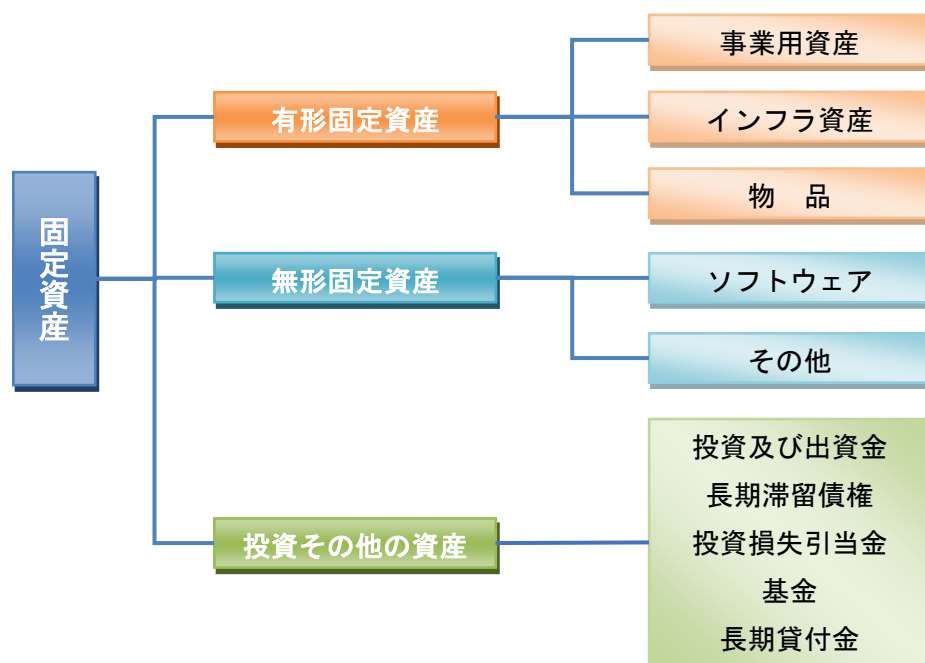 固定資産
有形固定資産
事業用資産
インフラ資産
物　品
無形固定資産
ソフトウェア
その他
投資その他の資産
投資及び出資金
長期滞留債権
投資損失引当金
基金
長期貸付金